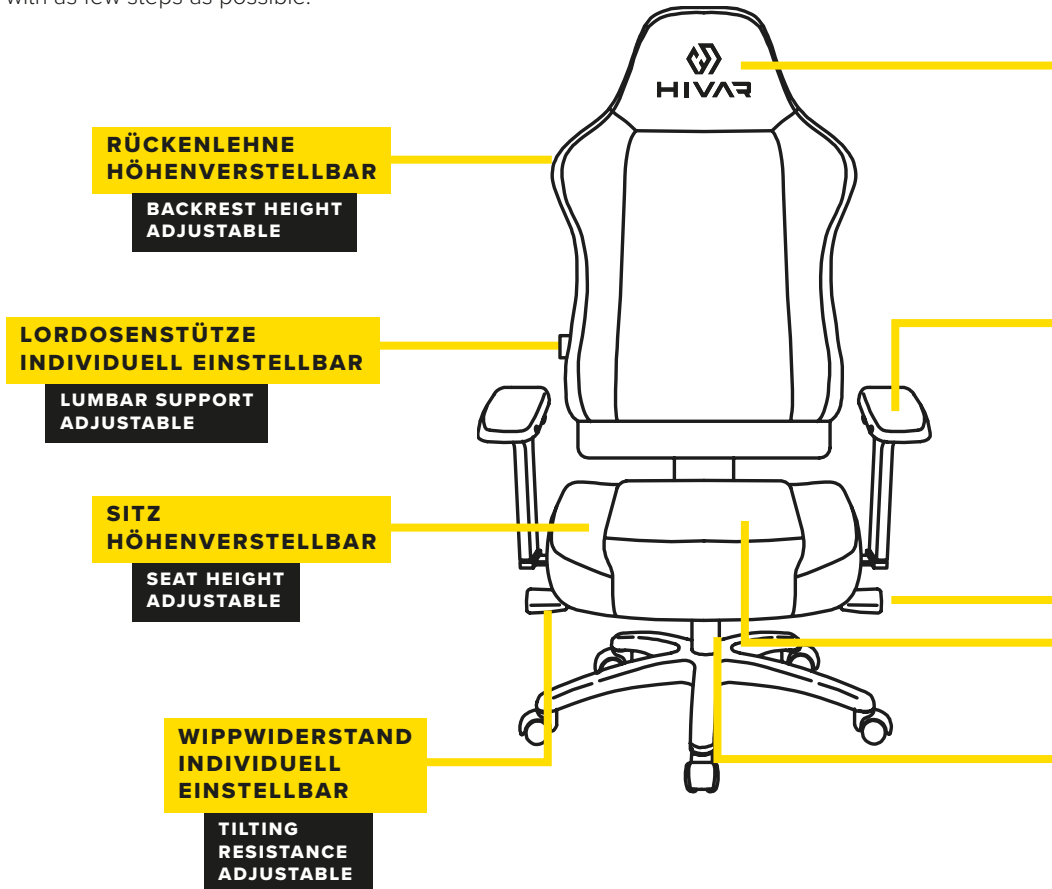 with as few steps as possible.
HIVAR
RÜCKENLEHNE
HÖHENVERSTELLBAR
BACKREST HEIGHT
ADJUSTABLE
LORDOSENSTÜTZE
INDIVIDUELL EINSTELLBAR
LUMBAR SUPPORT
ADJUSTABLE
SITZ
HÖHENVERSTELLBAR
SEAT HEIGHT
ADJUSTABLE
WIPPWIDERSTAND
INDIVIDUELL
EINSTELLBAR
TILTING
RESISTANCE
ADJUSTABLE